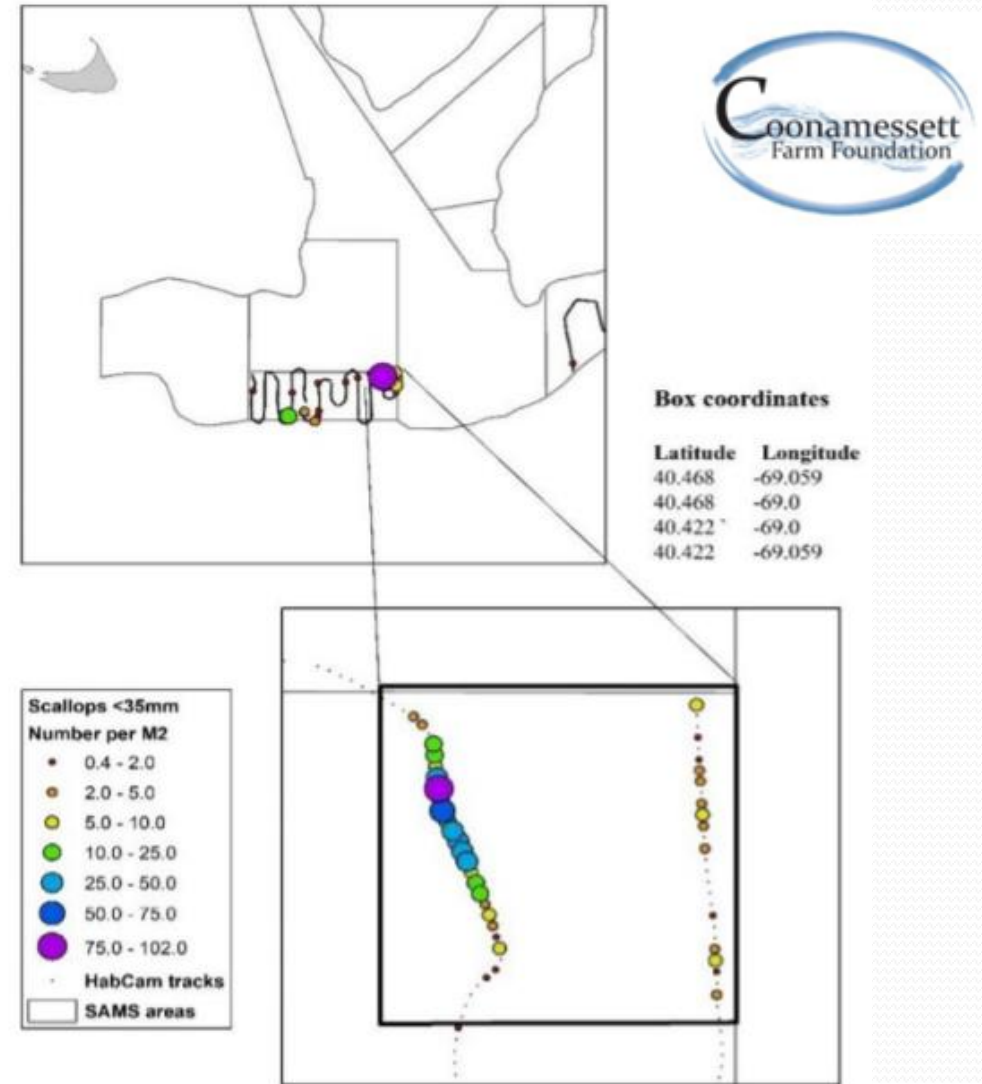 Coonamessett
Farm Foundation
Box coordinates
Latitude Longitude
40.468 -69.059
40.468 -69.0
40.422 ` -69.0
40.422 -69.059
Scallops <35mm
Number per M2
0.4 - 2.0
2.0 - 5.0
5.0 - 10.0
10.0 - 25.0
25.0 - 50.0
50.0 - 75.0
75.0 - 102.0
HabCam tracks
SAMS areas